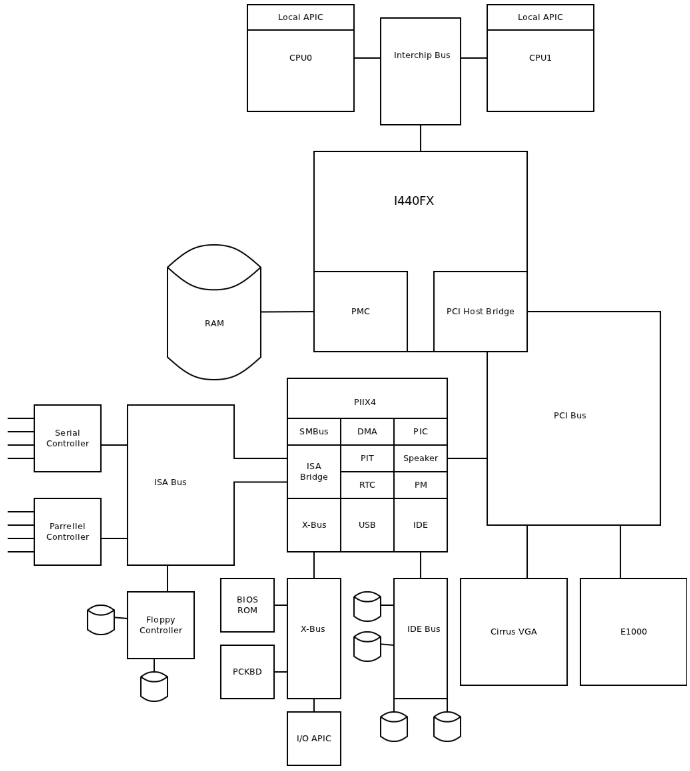 Local APIC
CPU0
Interchip Bus
Local APIC
CPU1
I440FX
PMC
PCI Host Bridge
RAM
PCI Bus
PIIX4
SMBus
DMA
PIC
ISA
Bridge
PIT
Speaker
RTC
PM
X-Bus
USB
IDE
Serial
Controller
ISA Bus
Parrellel
Controller
Floppy
Controller
BIOS
ROM
X-Bus
PCKBD
I/O APIC
IDE Bus
Cirrus VGA
E1000